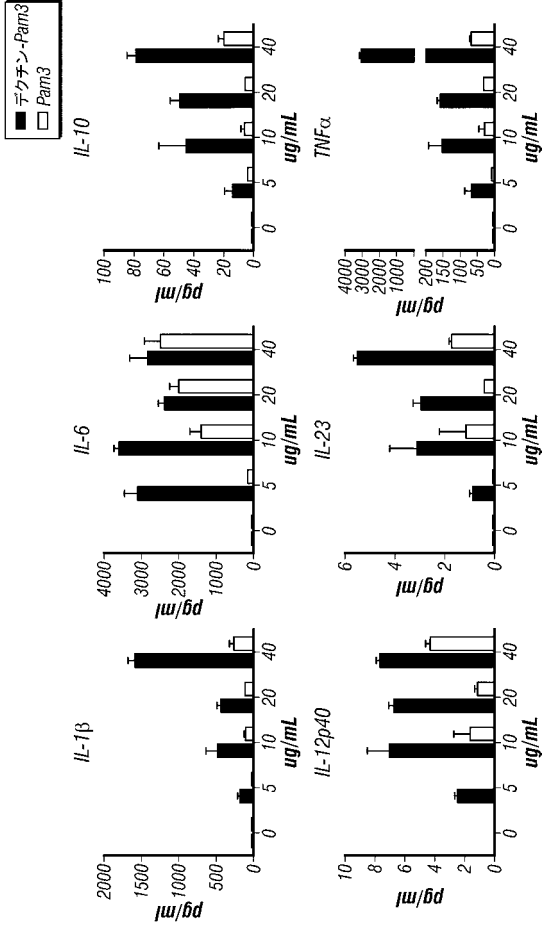 デクチン-Pam3
Pam3
IL-1β
pg/ml
2000
1500
1000
500
0
0 5 10 20 40
ug/mL
IL-6
pg/ml
4000
3000
2000
1000
0
0 5 10 20 40
ug/mL
IL-10
pg/ml
100
80
60
40
20
0
0 5 10 20 40
ug/mL
IL-12p40
pg/ml
10
8
6
4
2
0
0 5 10 20 40
ug/mL
IL-23
pg/ml
6
4
2
0
0 5 10 20 40
ug/mL
TNFα
pg/ml
4000
3000
2000
1000
200
150
100
50
0
0 5 10 20 40
ug/mL